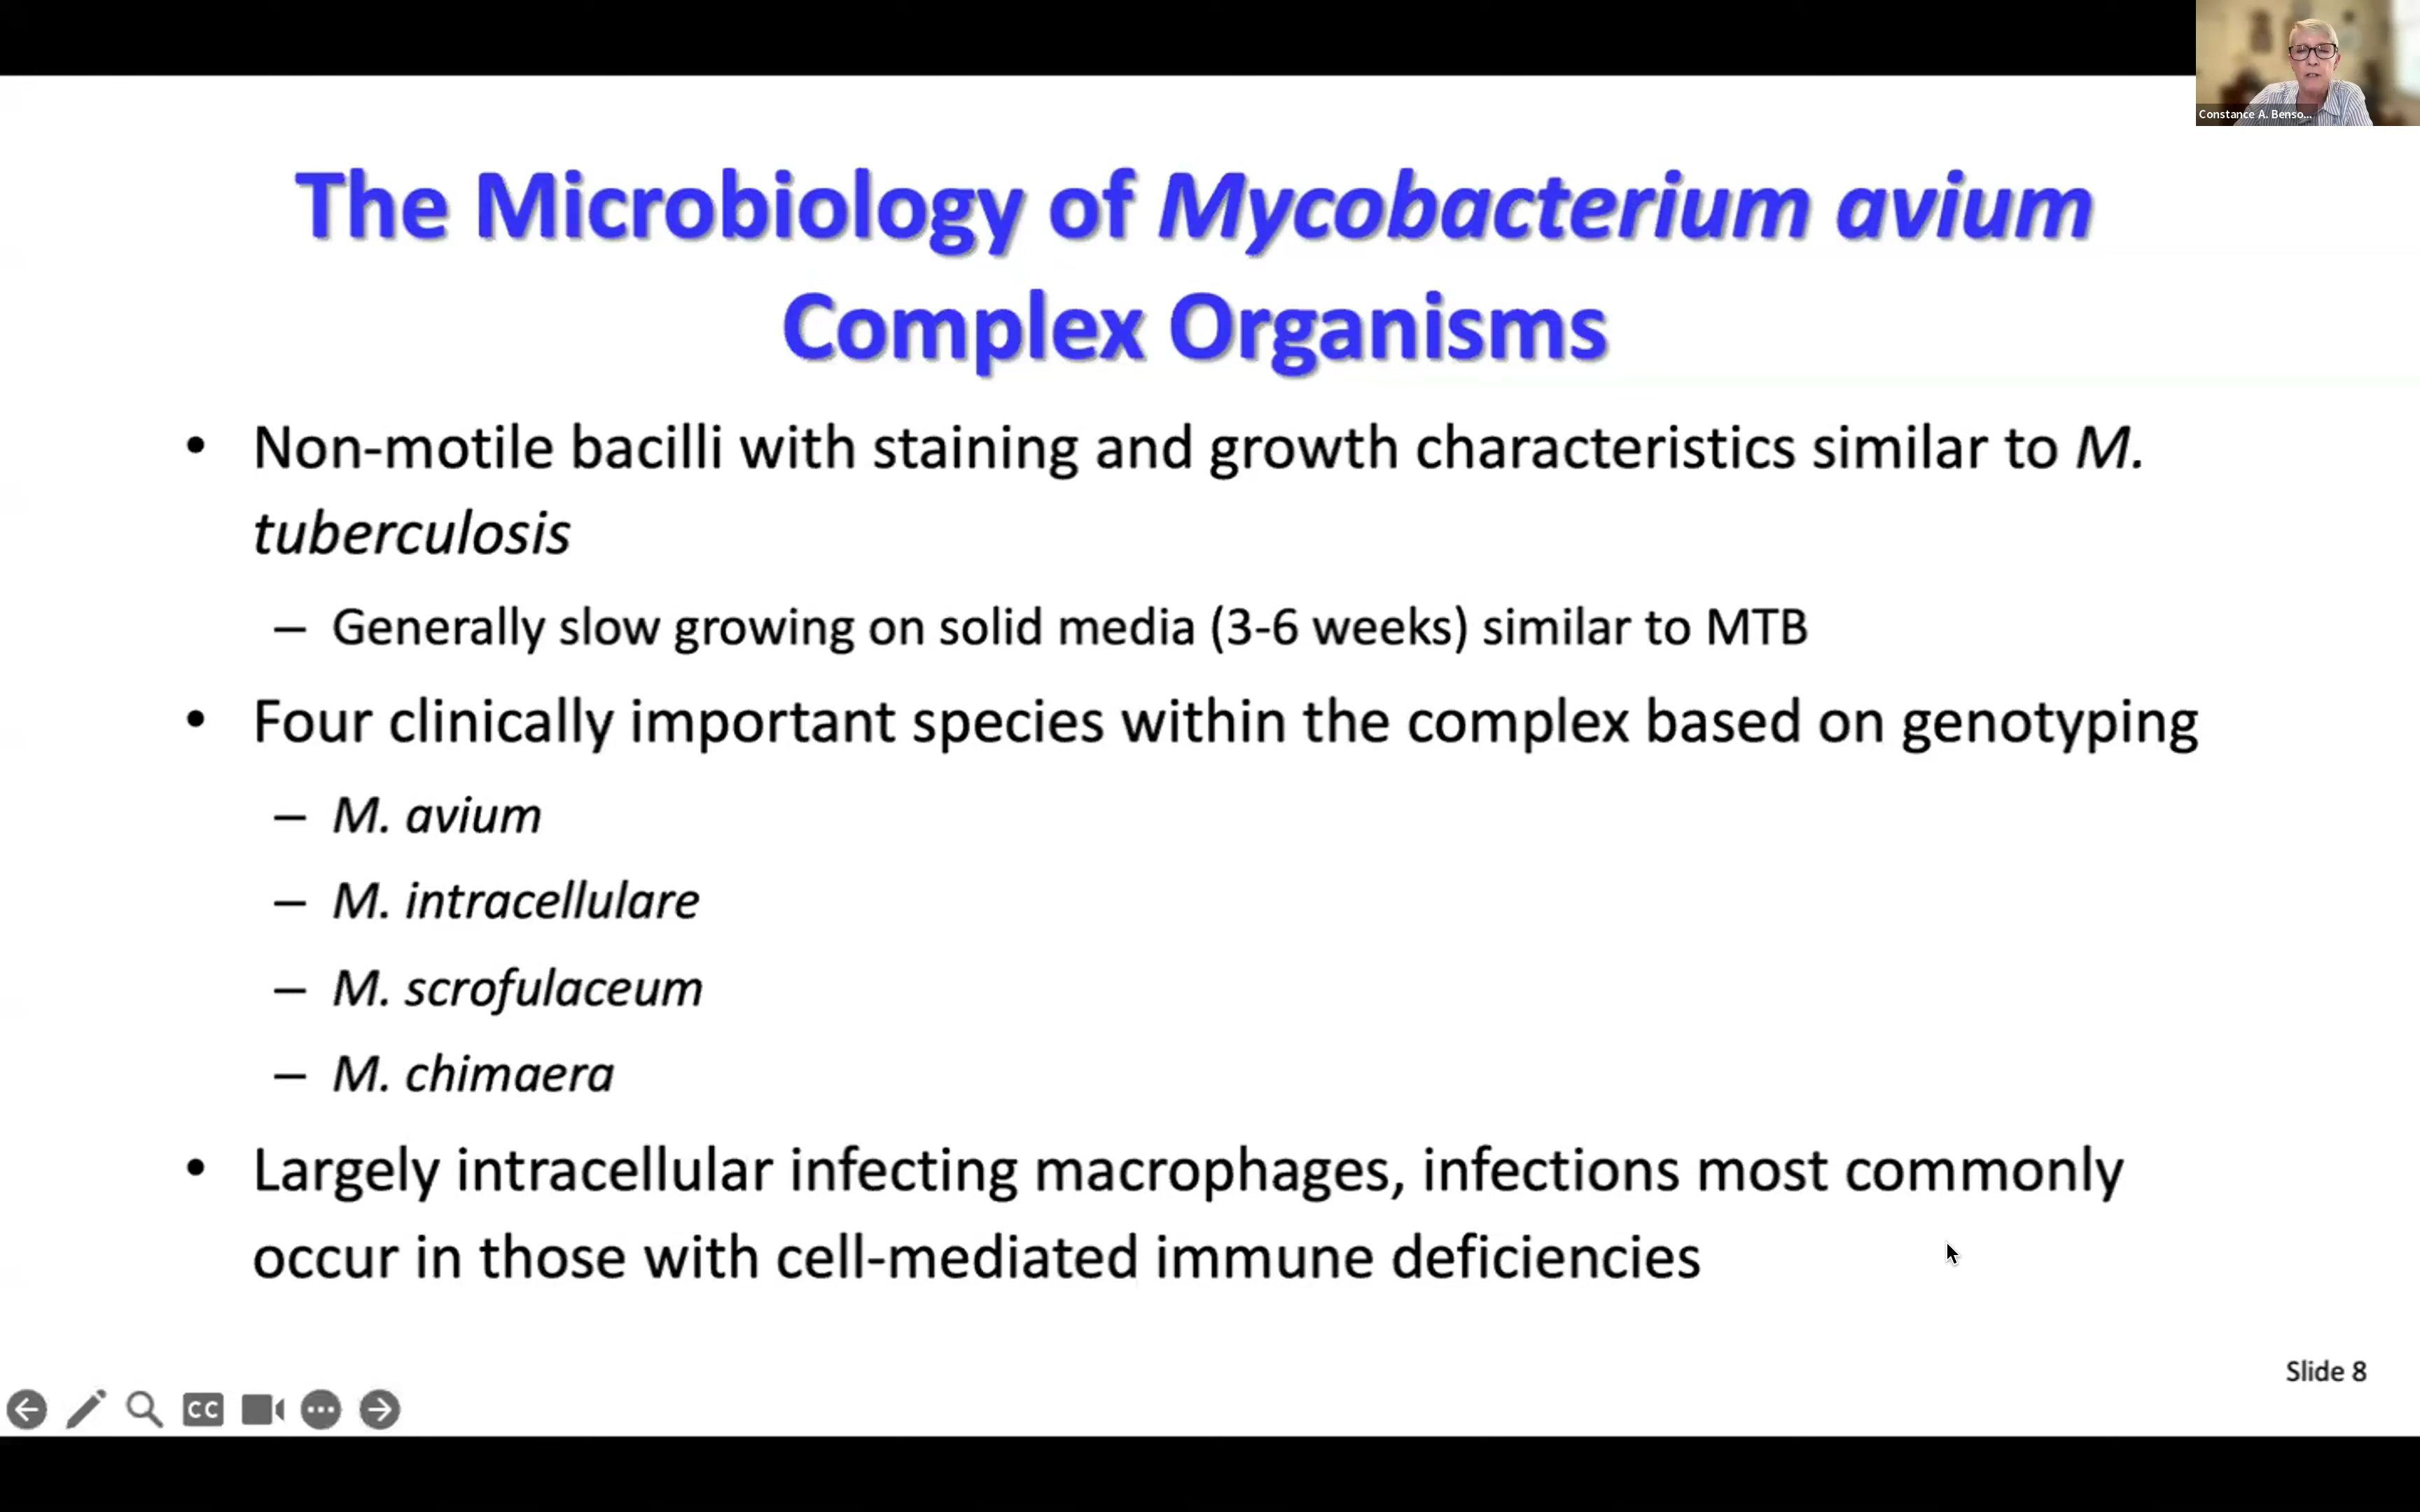 Constance A. Benso...
The Microbiology of Mycobacterium avium
Complex Organisms
• Non-motile bacilli with staining and growth characteristics similar to M.
tuberculosis
– Generally slow growing on solid media (3-6 weeks) similar to MTB
• Four clinically important species within the complex based on genotyping
– M. avium
– M. intracellulare
– M. scrofulaceum
– M. chimaera
• Largely intracellular infecting macrophages, infections most commonly
occur in those with cell-mediated immune deficiencies
Slide 8
CC